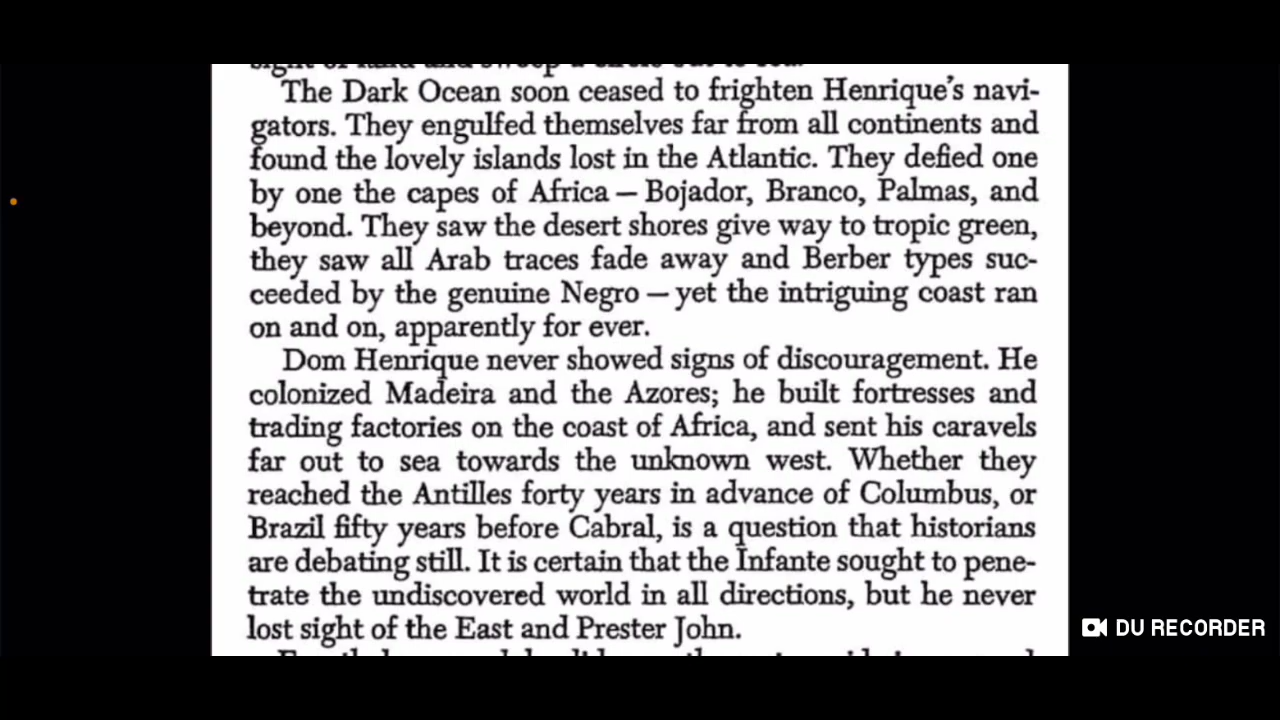 The Dark Ocean soon ceased to frighten Henrique's navi-
gators. They engulfed themselves far from all continents and
found the lovely islands lost in the Atlantic. They defied one
by one the capes of Africa — Bojador, Branco, Palmas, and
beyond. They saw the desert shores give way to tropic green,
they saw all Arab traces fade away and Berber types suc-
ceeded by the genuine Negro — yet the intriguing coast ran
on and on, apparently for ever.
Dom Henrique never showed signs of discouragement. He
colonized Madeira and the Azores; he built fortresses and
trading factories on the coast of Africa, and sent his caravels
far out to sea towards the unknown west. Whether they
reached the Antilles forty years in advance of Columbus, or
Brazil fifty years before Cabral, is a question that historians
are debating still. It is certain that the Infante sought to pene-
trate the undiscovered world in all directions, but he never
lost sight of the East and Prester John.
DU RECORDER